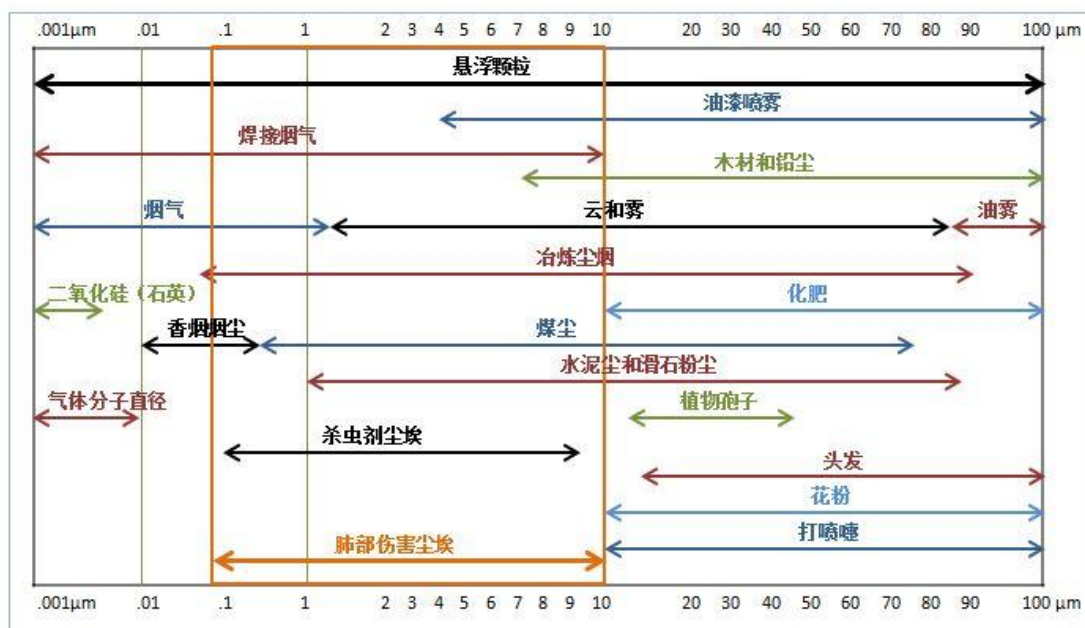 .001μm .01 .1 1 2 3 4 5 6 7 8 9 10 20 30 40 50 60 70 80 90 100 μm
悬浮颗粒
油漆喷雾
焊接烟气
木材和铅尘
烟气 云和雾 油雾
冶炼尘烟
二氧化硅（石英） 化肥
香烟烟尘 煤尘
水泥尘和滑石粉尘
气体分子直径 植物孢子
杀虫剂尘埃
头发
花粉
肺部伤害尘埃 打喷嚏
.001μm .01 .1 1 2 3 4 5 6 7 8 9 10 20 30 40 50 60 70 80 90 100 μm